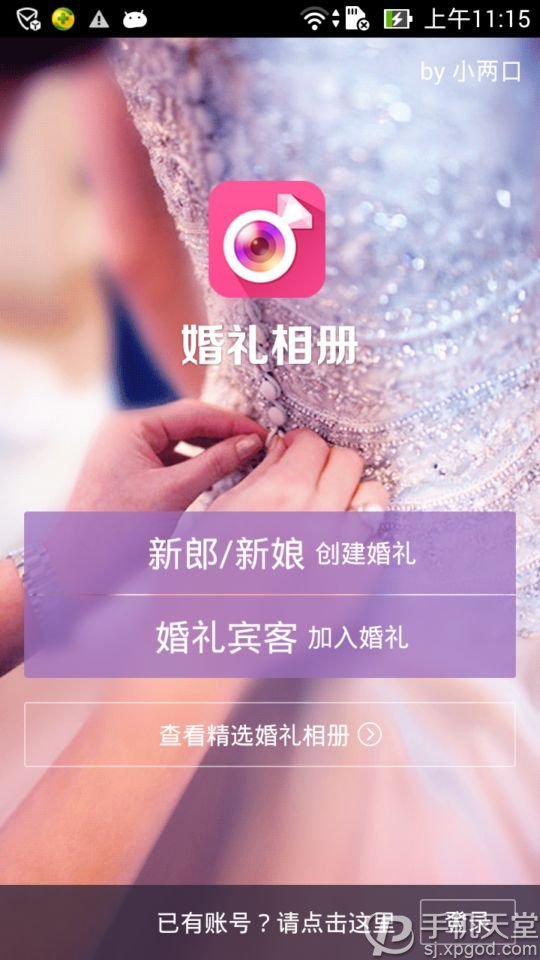 上午11:15
by 小两口
婚礼相册
新郎/新娘 创建婚礼
婚礼宾客 加入婚礼
查看精选婚礼相册
已有账号？请点击这里 登录
手机天堂
sj.xpgod.com